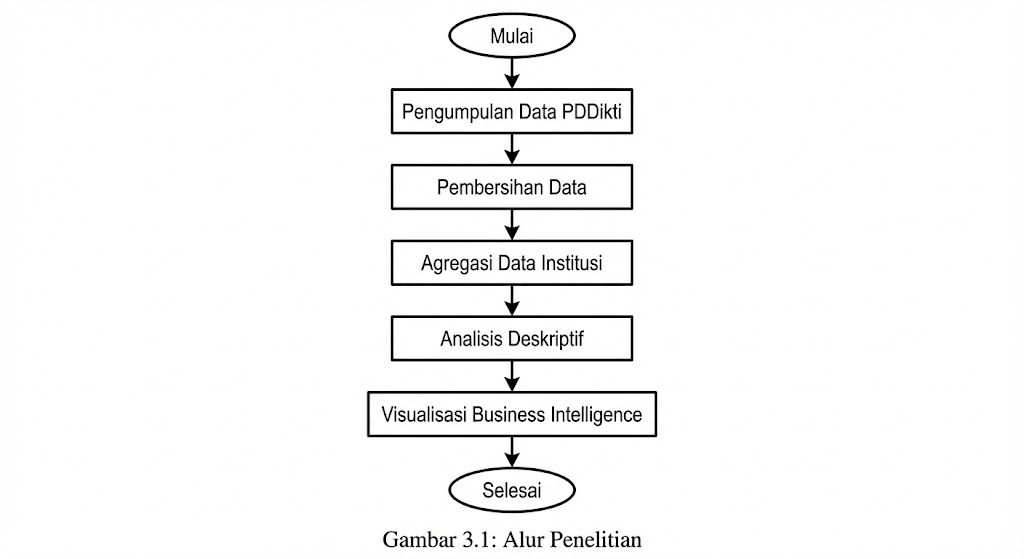 Mulai
Pengumpulan Data PDDikti
Pembersihan Data
Agregasi Data Institusi
Analisis Deskriptif
Visualisasi Business Intelligence
Selesai
Gambar 3.1: Alur Penelitian